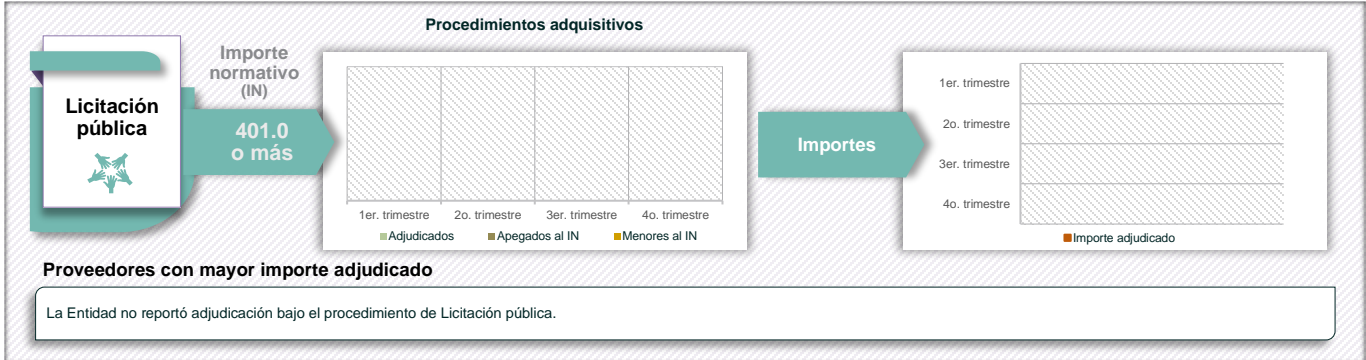 Procedimientos adquisitivos
Licitación
pública
Importe
normativo
(IN)
401.0
o más
1er. trimestre 2o. trimestre 3er. trimestre 4o. trimestre
Adjudicados Apegados al IN Menores al IN
Importes
1er. trimestre
2o. trimestre
3er. trimestre
4o. trimestre
Importe adjudicado
Proveedores con mayor importe adjudicado
La Entidad no reportó adjudicación bajo el procedimiento de Licitación pública.